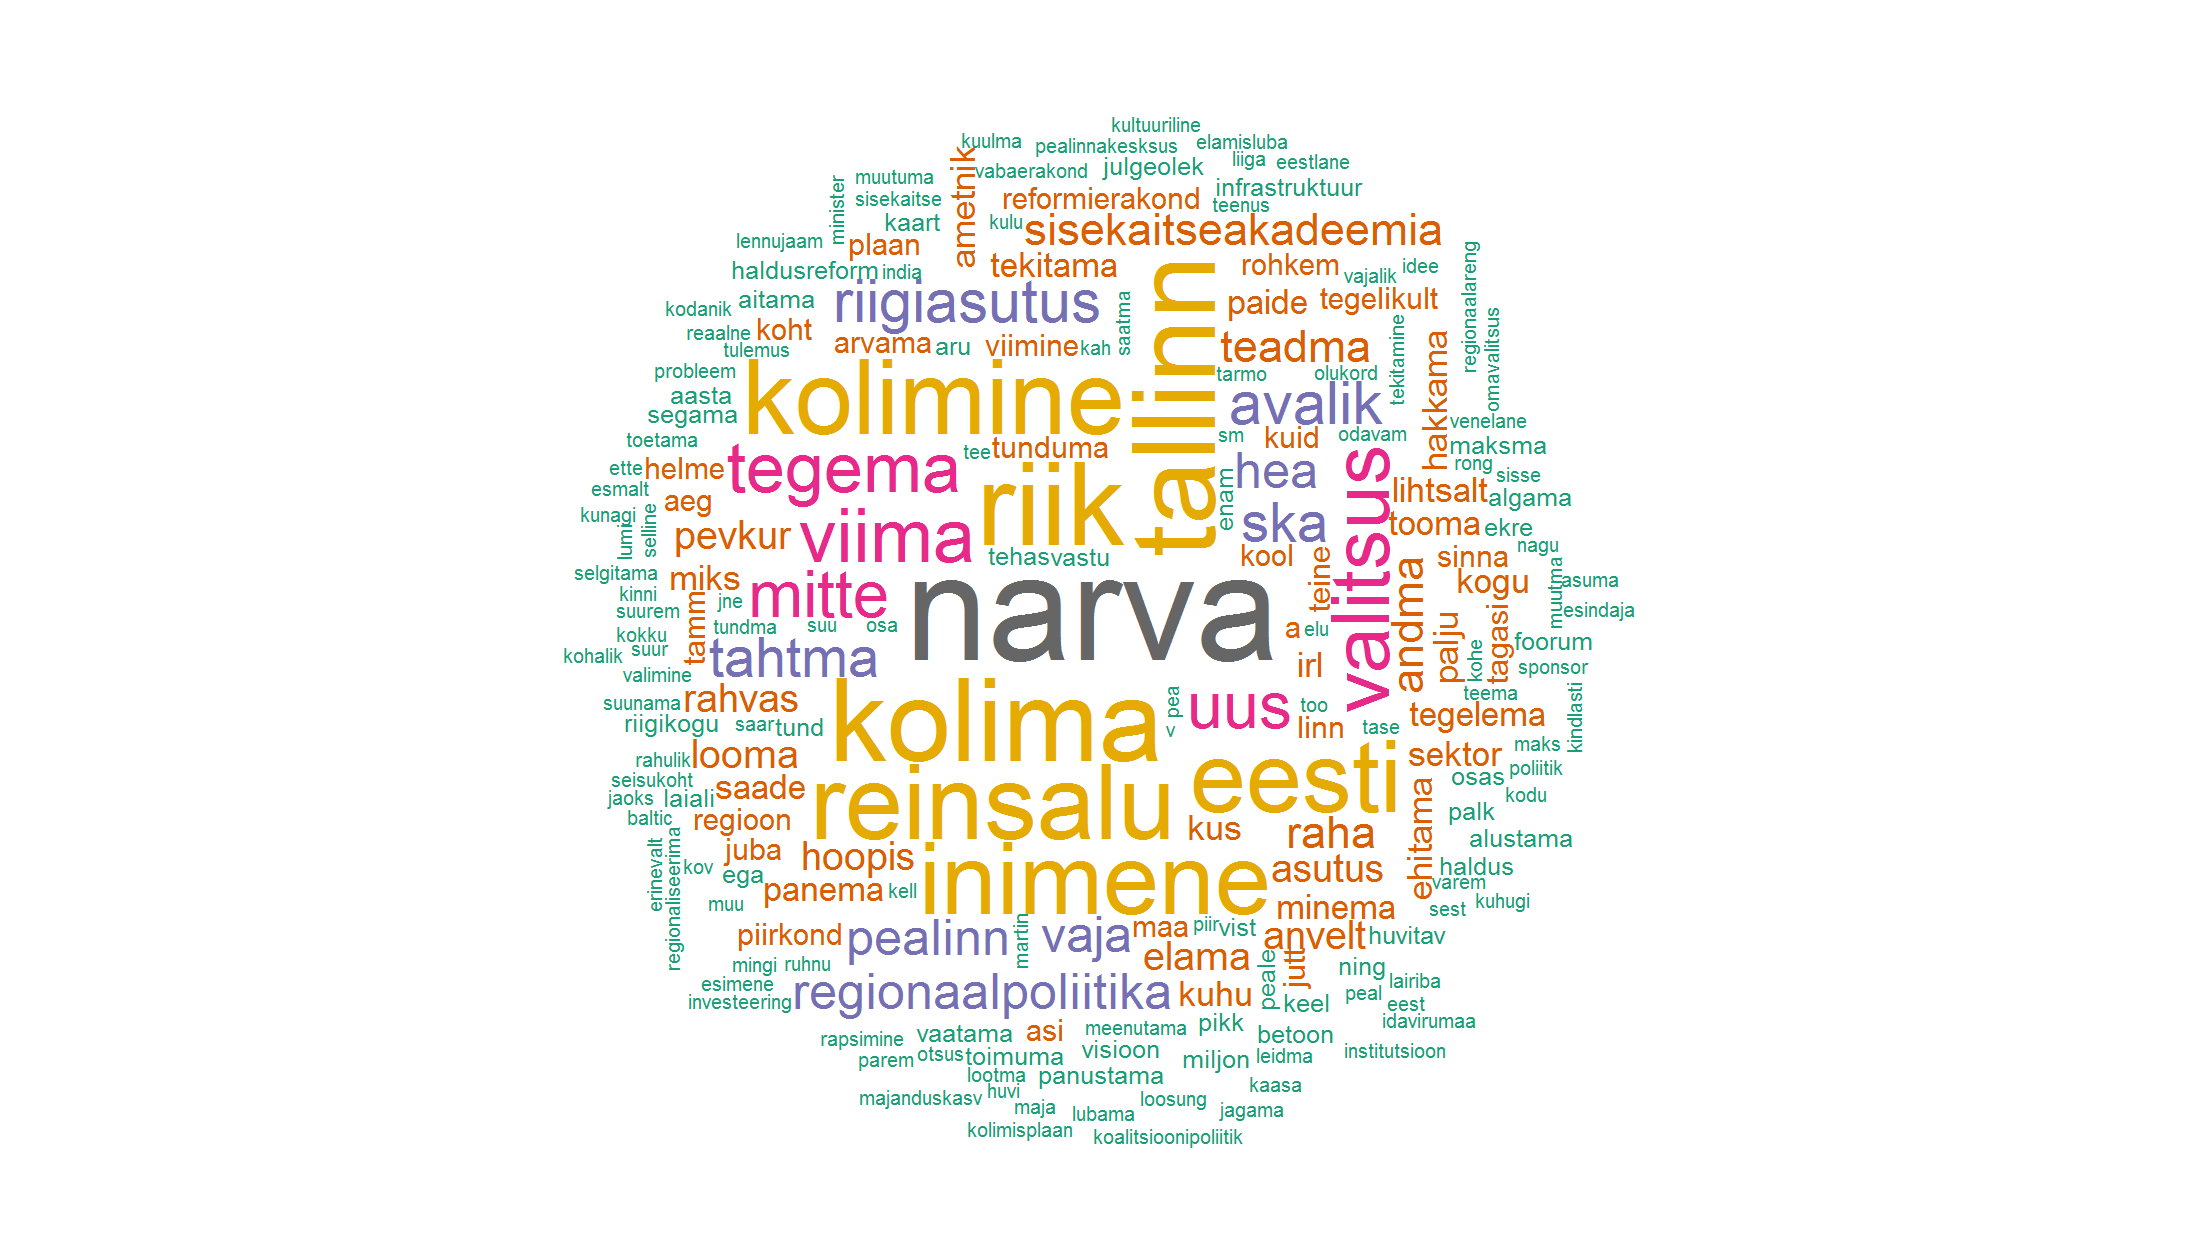 kultuuriline
kuulma
pealinnakesksus
elamisluba
ametnik
vabaerakond
julgeolek
liiga
eestlane
muutuma
minister
sisekaitse
reformierakond
infrastruktuur
teenus
kaart
kulu
sisekaitseakadeemia
lennujaam
plaan
haldusreform
india
tekitama
tallinn
rohkem
vajalik
idee
regionaalareng
kodanik
aitama
riigiasutus
saatma
paide
tegelikult
omavalitsus
reaalne
koht
tulemus
arvama
aru
viimine
kah
teadma
tekitamine
hakkama
probleem
kolimine
tarmo
olukord
aasta
segama
avalik
venelane
toetama
tee
tunduma
sm
kuid
odavam
maksma
ette
helme
tegema
riik
enam
hea
valitsus
rong
sisse
esmalt
aeg
lihtsalt
algama
kunagi
lumi
selline
pevkur
viima
ska
tooma
ekre
nagu
tehas
vastu
kool
teine
andma
sinna
selgitama
miks
kogu
muutma
asuma
kinni
jne
mitte
narva
suurem
tamm
esindaja
kokku
tundma
suu
osa
a
elu
palju
tagasi
kohalik
suur
tahtma
irl
kohe
foorum
valimine
sponsor
suunama
rahvas
kolima
v
pea
uus
too
teema
kindlasti
riigikogu
saar
tund
linn
tase
tegelema
rahulik
looma
eesti
sektor
maks
seisukoht
saade
reinsalu
osas
poliitik
jaoks
laiali
kodu
baltic
regioon
kus
raha
ehitama
palk
erinevalt
regionaliseerima
juba
hoopis
alustama
kov
ega
inimene
asutus
haldus
muu
panema
kell
varem
minema
sest
kuhugi
piirkond
pealinn
martin
vaja
maa
piir
vist
anvelt
huvitav
mingi
ruhnu
elama
peale
jutt
ning
lairiba
esimene
investeering
regionaalpoliitika
kuhu
keel
peal
eest
idavirumaa
rapsimine
vaatama
asi
meenutama
pikk
betoon
parem
otsus
toimuma
visioon
miljon
leidma
institutsioon
lootma
panustama
kaasa
majanduskasv
huvi
maja
lubama
loosung
jagama
kolimisplaan
koalitsioonipoliitik